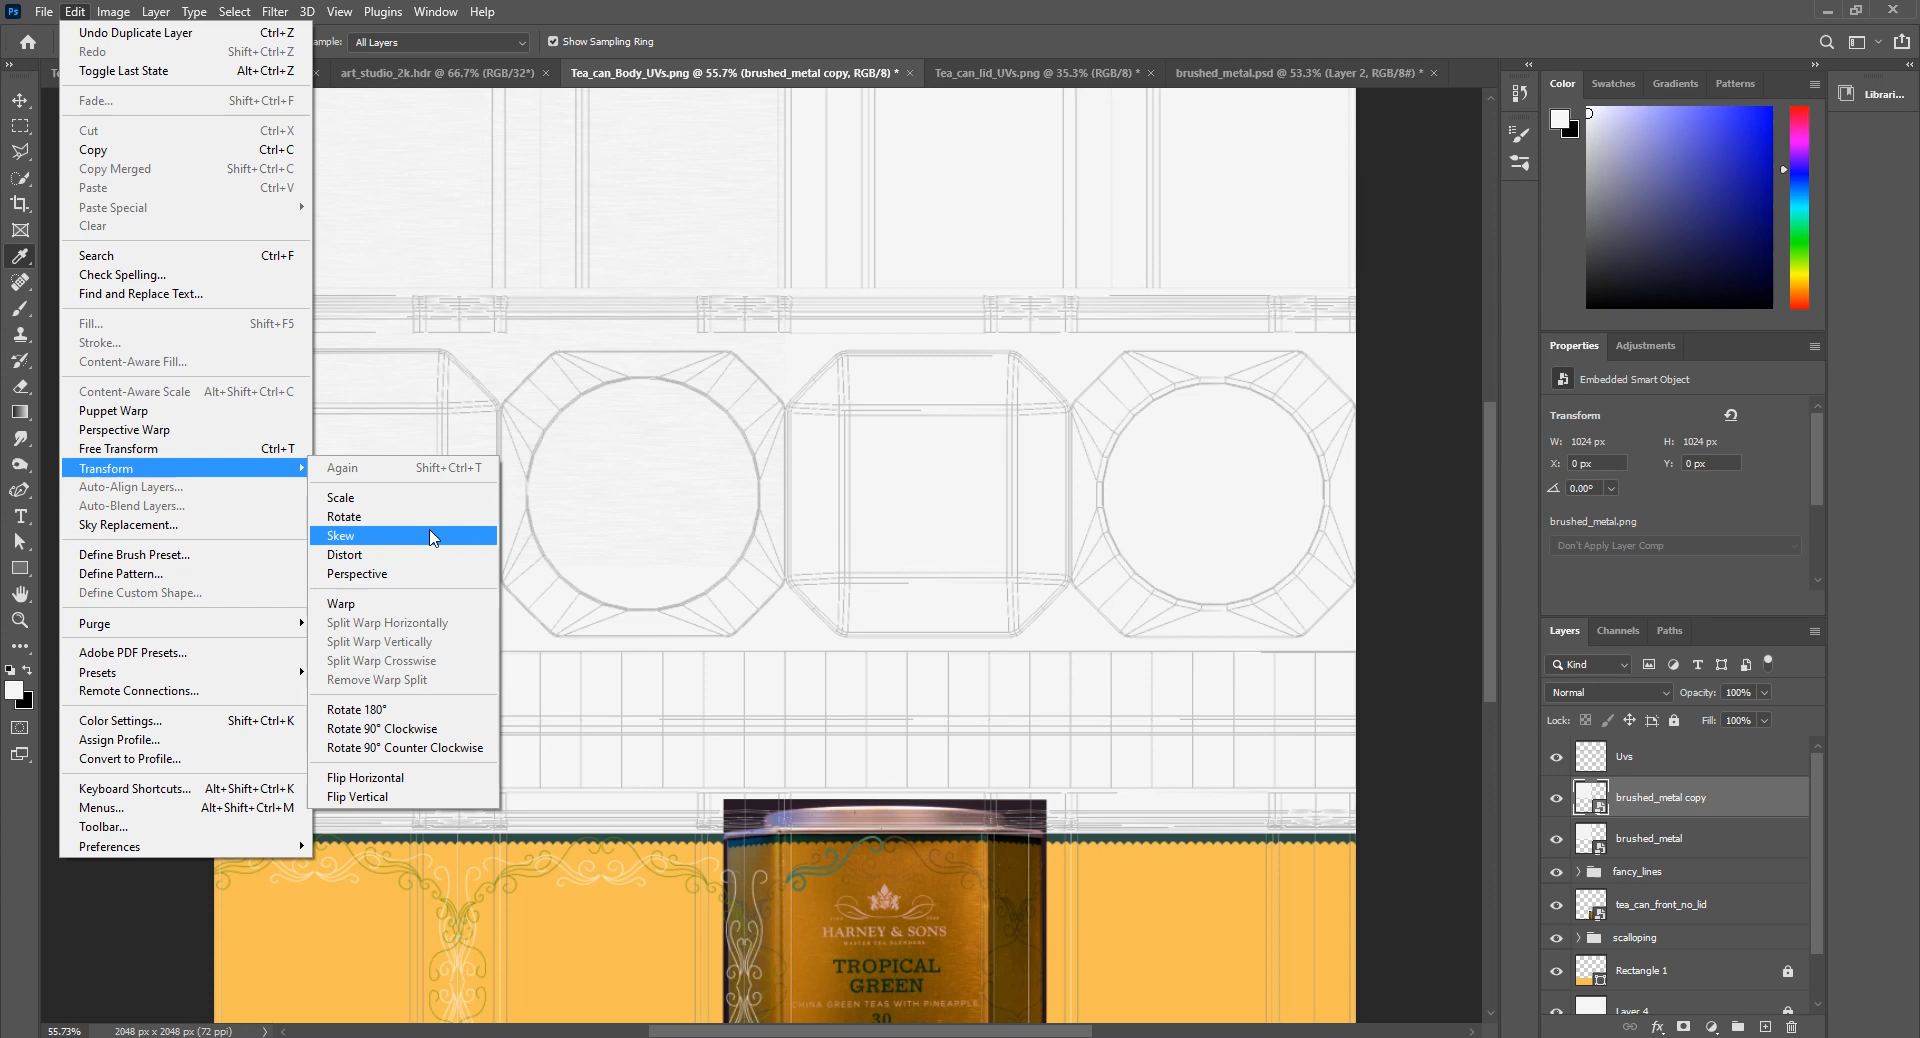 Ps File Edit Image Layer Type Select Filter 3D View Plugins Window Help
All Layers Show Sampling Ring
art_studio_2k.hdr @ 66.7% (RGB/32*) × Tea_can_Body_UVs.png @ 55.7% (brushed_metal copy, RGB/8) * × Tea_can_lid_UVs.png @ 35.3% (RGB/8) * × brushed_metal.psd @ 53.3% (Layer 2, RGB/8#) * ×
Undo Duplicate Layer Ctrl+Z
Redo Shift+Ctrl+Z
Toggle Last State Alt+Ctrl+Z
Fade... Shift+Ctrl+F
Cut Ctrl+X
Copy Ctrl+C
Copy Merged Shift+Ctrl+C
Paste Ctrl+V
Paste Special
Clear
Search Ctrl+F
Check Spelling...
Find and Replace Text...
Fill... Shift+F5
Stroke...
Content-Aware Fill...
Content-Aware Scale Alt+Shift+Ctrl+C
Puppet Warp
Perspective Warp
Free Transform Ctrl+T
Transform
Auto-Align Layers...
Auto-Blend Layers...
Sky Replacement...
Define Brush Preset...
Define Pattern...
Define Custom Shape...
Purge
Adobe PDF Presets...
Presets
Remote Connections...
Color Settings... Shift+Ctrl+K
Assign Profile...
Convert to Profile...
Keyboard Shortcuts... Alt+Shift+Ctrl+K
Menus... Alt+Shift+Ctrl+M
Toolbar...
Preferences
Again Shift+Ctrl+T
Scale
Rotate
Skew
Distort
Perspective
Warp
Split Warp Horizontally
Split Warp Vertically
Split Warp Crosswise
Remove Warp Split
Rotate 180°
Rotate 90° Clockwise
Rotate 90° Counter Clockwise
Flip Horizontal
Flip Vertical
HARNEY & SONS
MASTER TEA BLENDERS
TROPICAL
GREEN
CHINA GREEN TEAS WITH PINEAPPLE
30
55.73% 2048 px x 2048 px (72 ppi)
Color Swatches Gradients Patterns
Librari...
Properties Adjustments
Embedded Smart Object
Transform
W: 1024 px H: 1024 px
X: 0 px Y: 0 px
0.00°
brushed_metal.png
Don't Apply Layer Comp
Layers Channels Paths
Kind
Normal Opacity: 100%
Lock: Fill: 100%
Uvs
brushed_metal copy
brushed_metal
fancy_lines
tea_can_front_no_lid
scalloping
Rectangle 1
Layer 4
fx